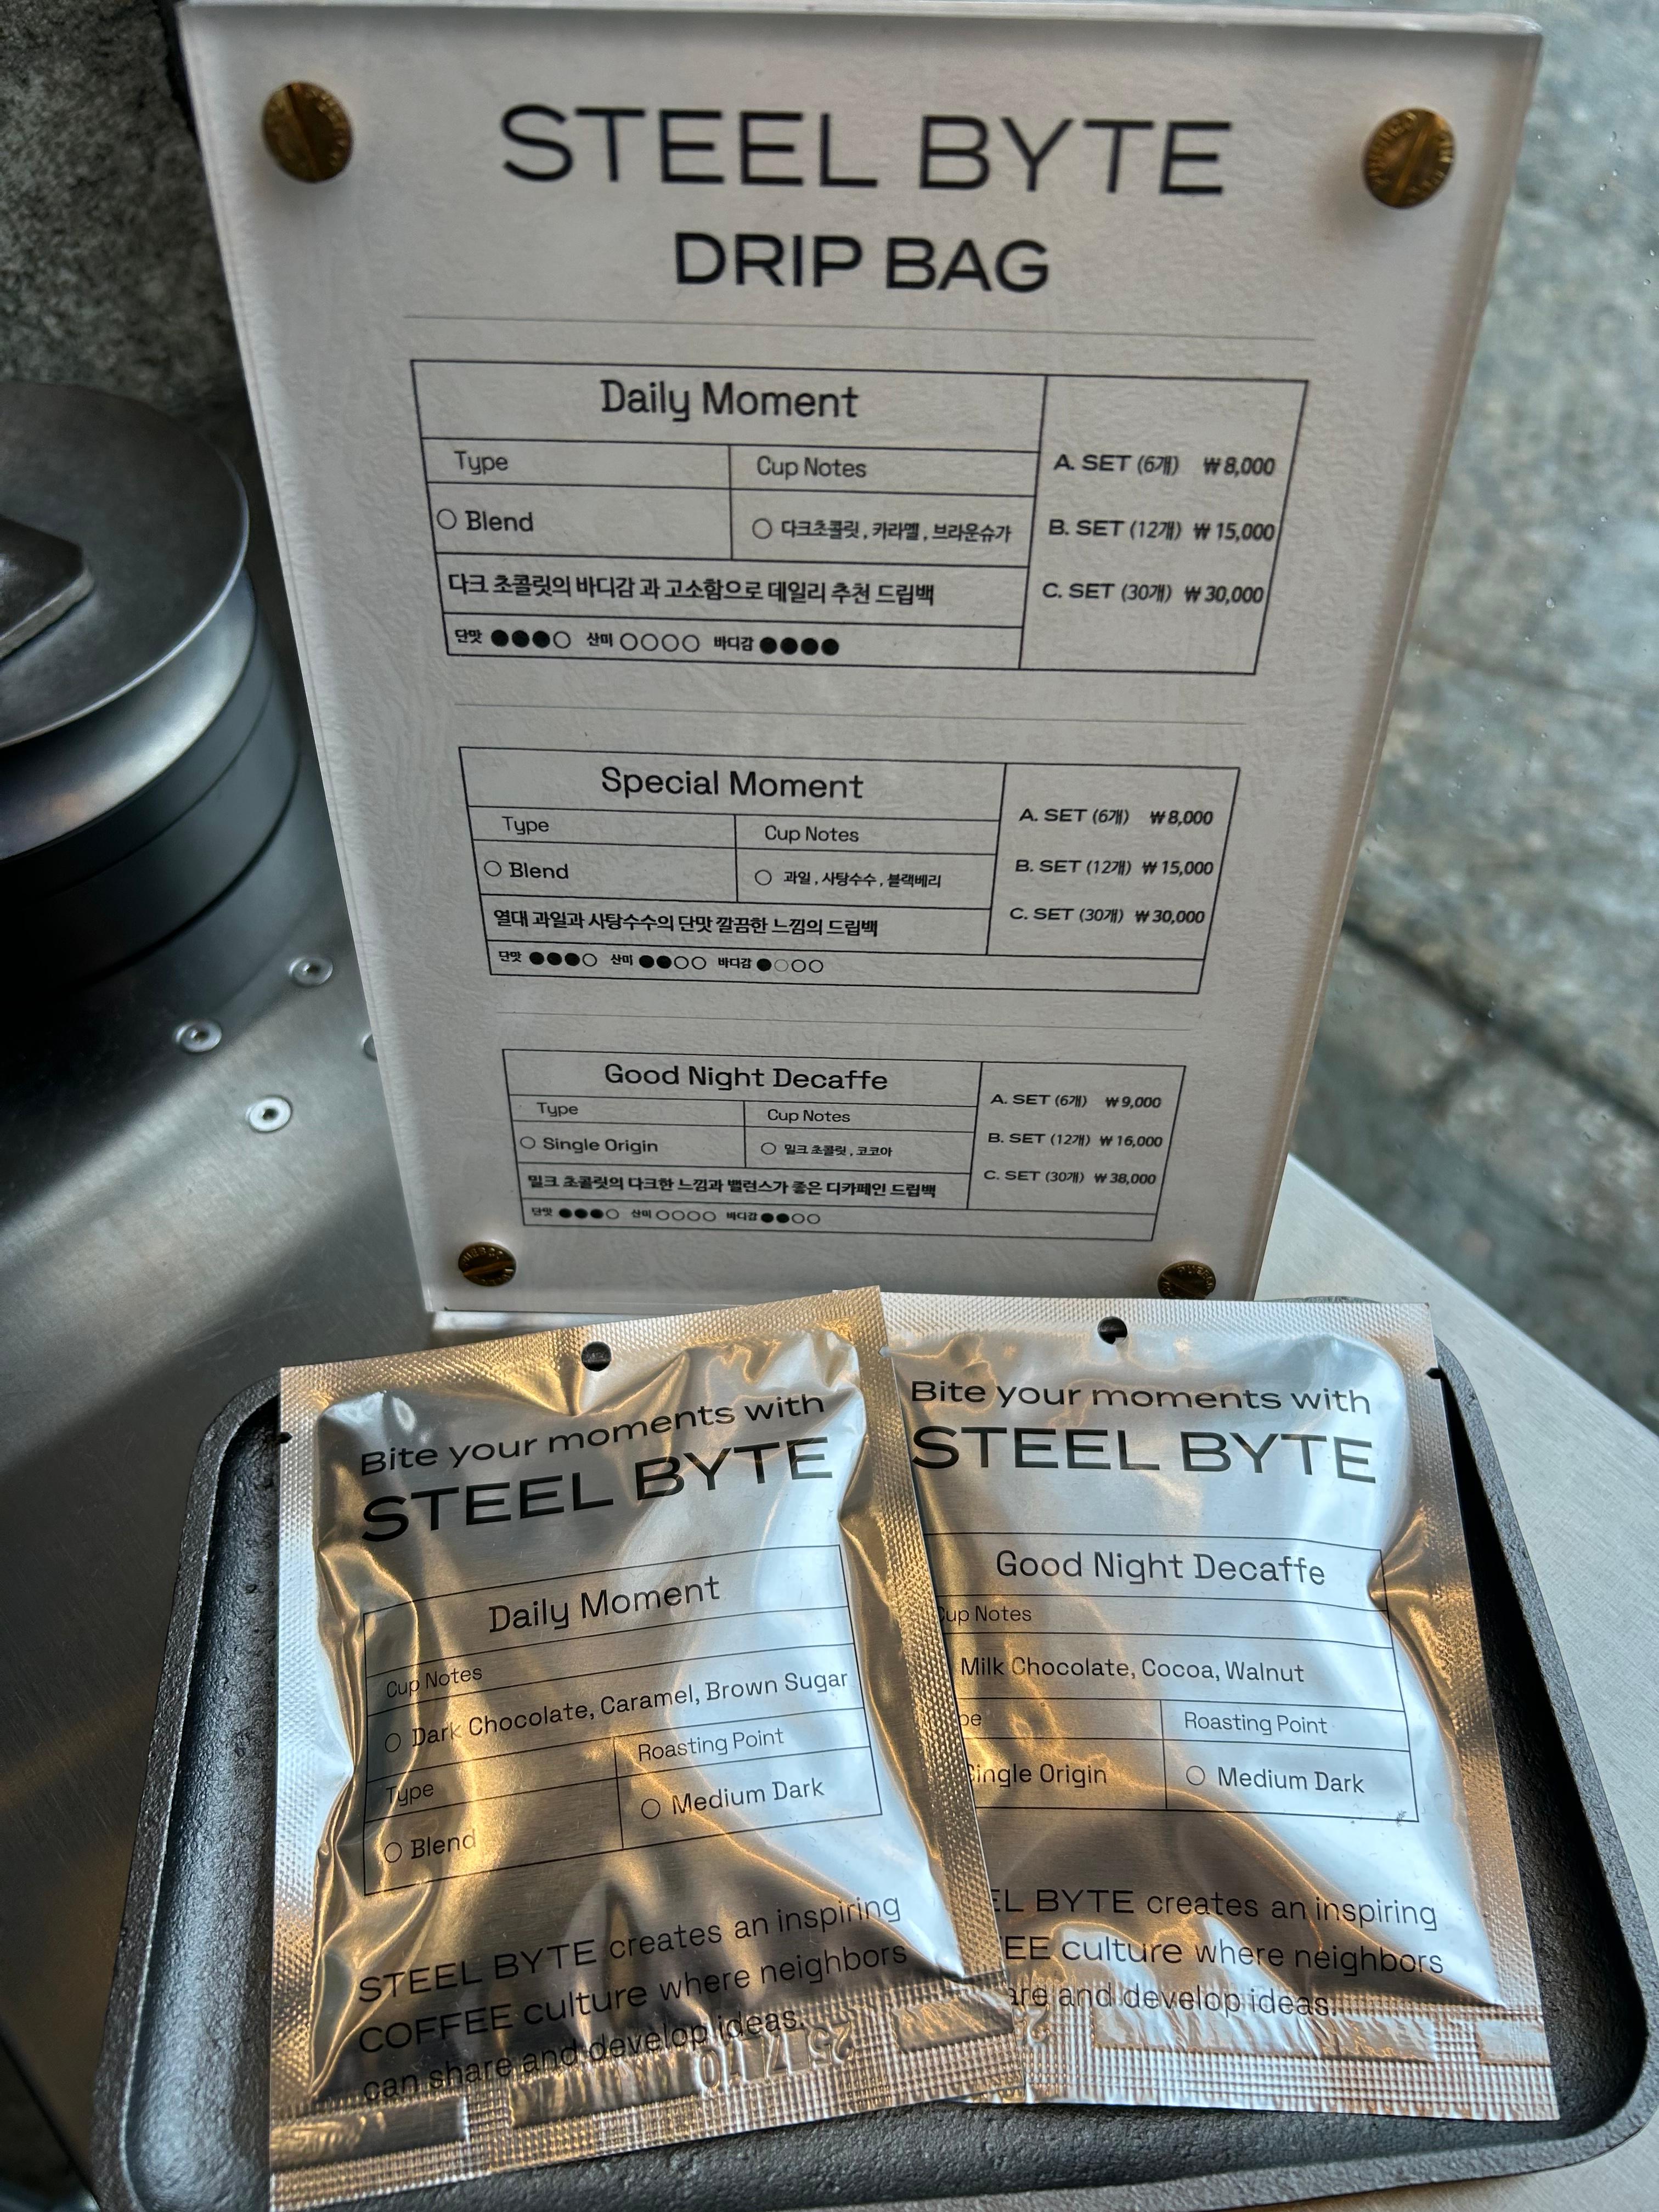 STEEL BYTE
DRIP BAG
Daily Moment
Type
Cup Notes
○ Blend
○ 다크초콜릿, 카라멜, 브라운슈가
다크 초콜릿의 바디감 과 고소함으로 데일리 추천 드립백
단맛 ●●●○ 산미 ○○○○ 바디감 ●●●●
A. SET (6개) ₩8,000
B. SET (12개) ₩15,000
C. SET (30개) ₩30,000
Special Moment
Type
Cup Notes
○ Blend
○ 과일, 사탕수수, 블랙베리
열대 과일과 사탕수수의 단맛 깔끔한 느낌의 드립백
단맛 ●●●○ 산미 ●●○○ 바디감 ●○○○
A. SET (6개) ₩8,000
B. SET (12개) ₩15,000
C. SET (30개) ₩30,000
Good Night Decaffe
Type
Cup Notes
○ Single Origin
○ 밀크 초콜릿, 코코아
밀크 초콜릿의 다크한 느낌과 밸런스가 좋은 디카페인 드립백
단맛 ●●●○ 산미 ○○○○ 바디감 ●●○○
A. SET (6개) ₩9,000
B. SET (12개) ₩16,000
C. SET (30개) ₩38,000
Bite your moments with
STEEL BYTE
Daily Moment
Cup Notes
○ Dark Chocolate, Caramel, Brown Sugar
Type
Roasting Point
○ Blend
○ Medium Dark
STEEL BYTE creates an inspiring
COFFEE culture where neighbors
can share and develop ideas.
Bite your moments with
STEEL BYTE
Good Night Decaffe
Cup Notes
Milk Chocolate, Cocoa, Walnut
pe
Roasting Point
Single Origin
○ Medium Dark
EL BYTE creates an inspiring
EE culture where neighbors
are and develop ideas.